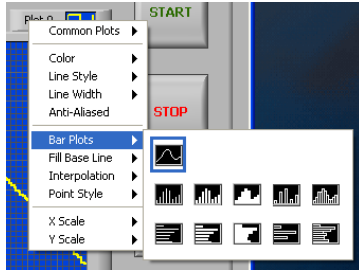 Plot 0
START
Common Plots
Color
Line Style
Line Width
Anti-Aliased
STOP
Bar Plots
Fill Base Line
Interpolation
Point Style
X Scale
Y Scale